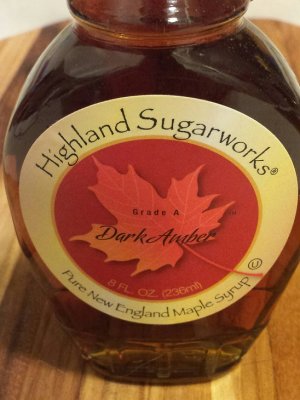 Highland Sugarworks®
Grade A
Dark Amber
8 FL. OZ. (236ml)
Pure New England Maple Syrup
U